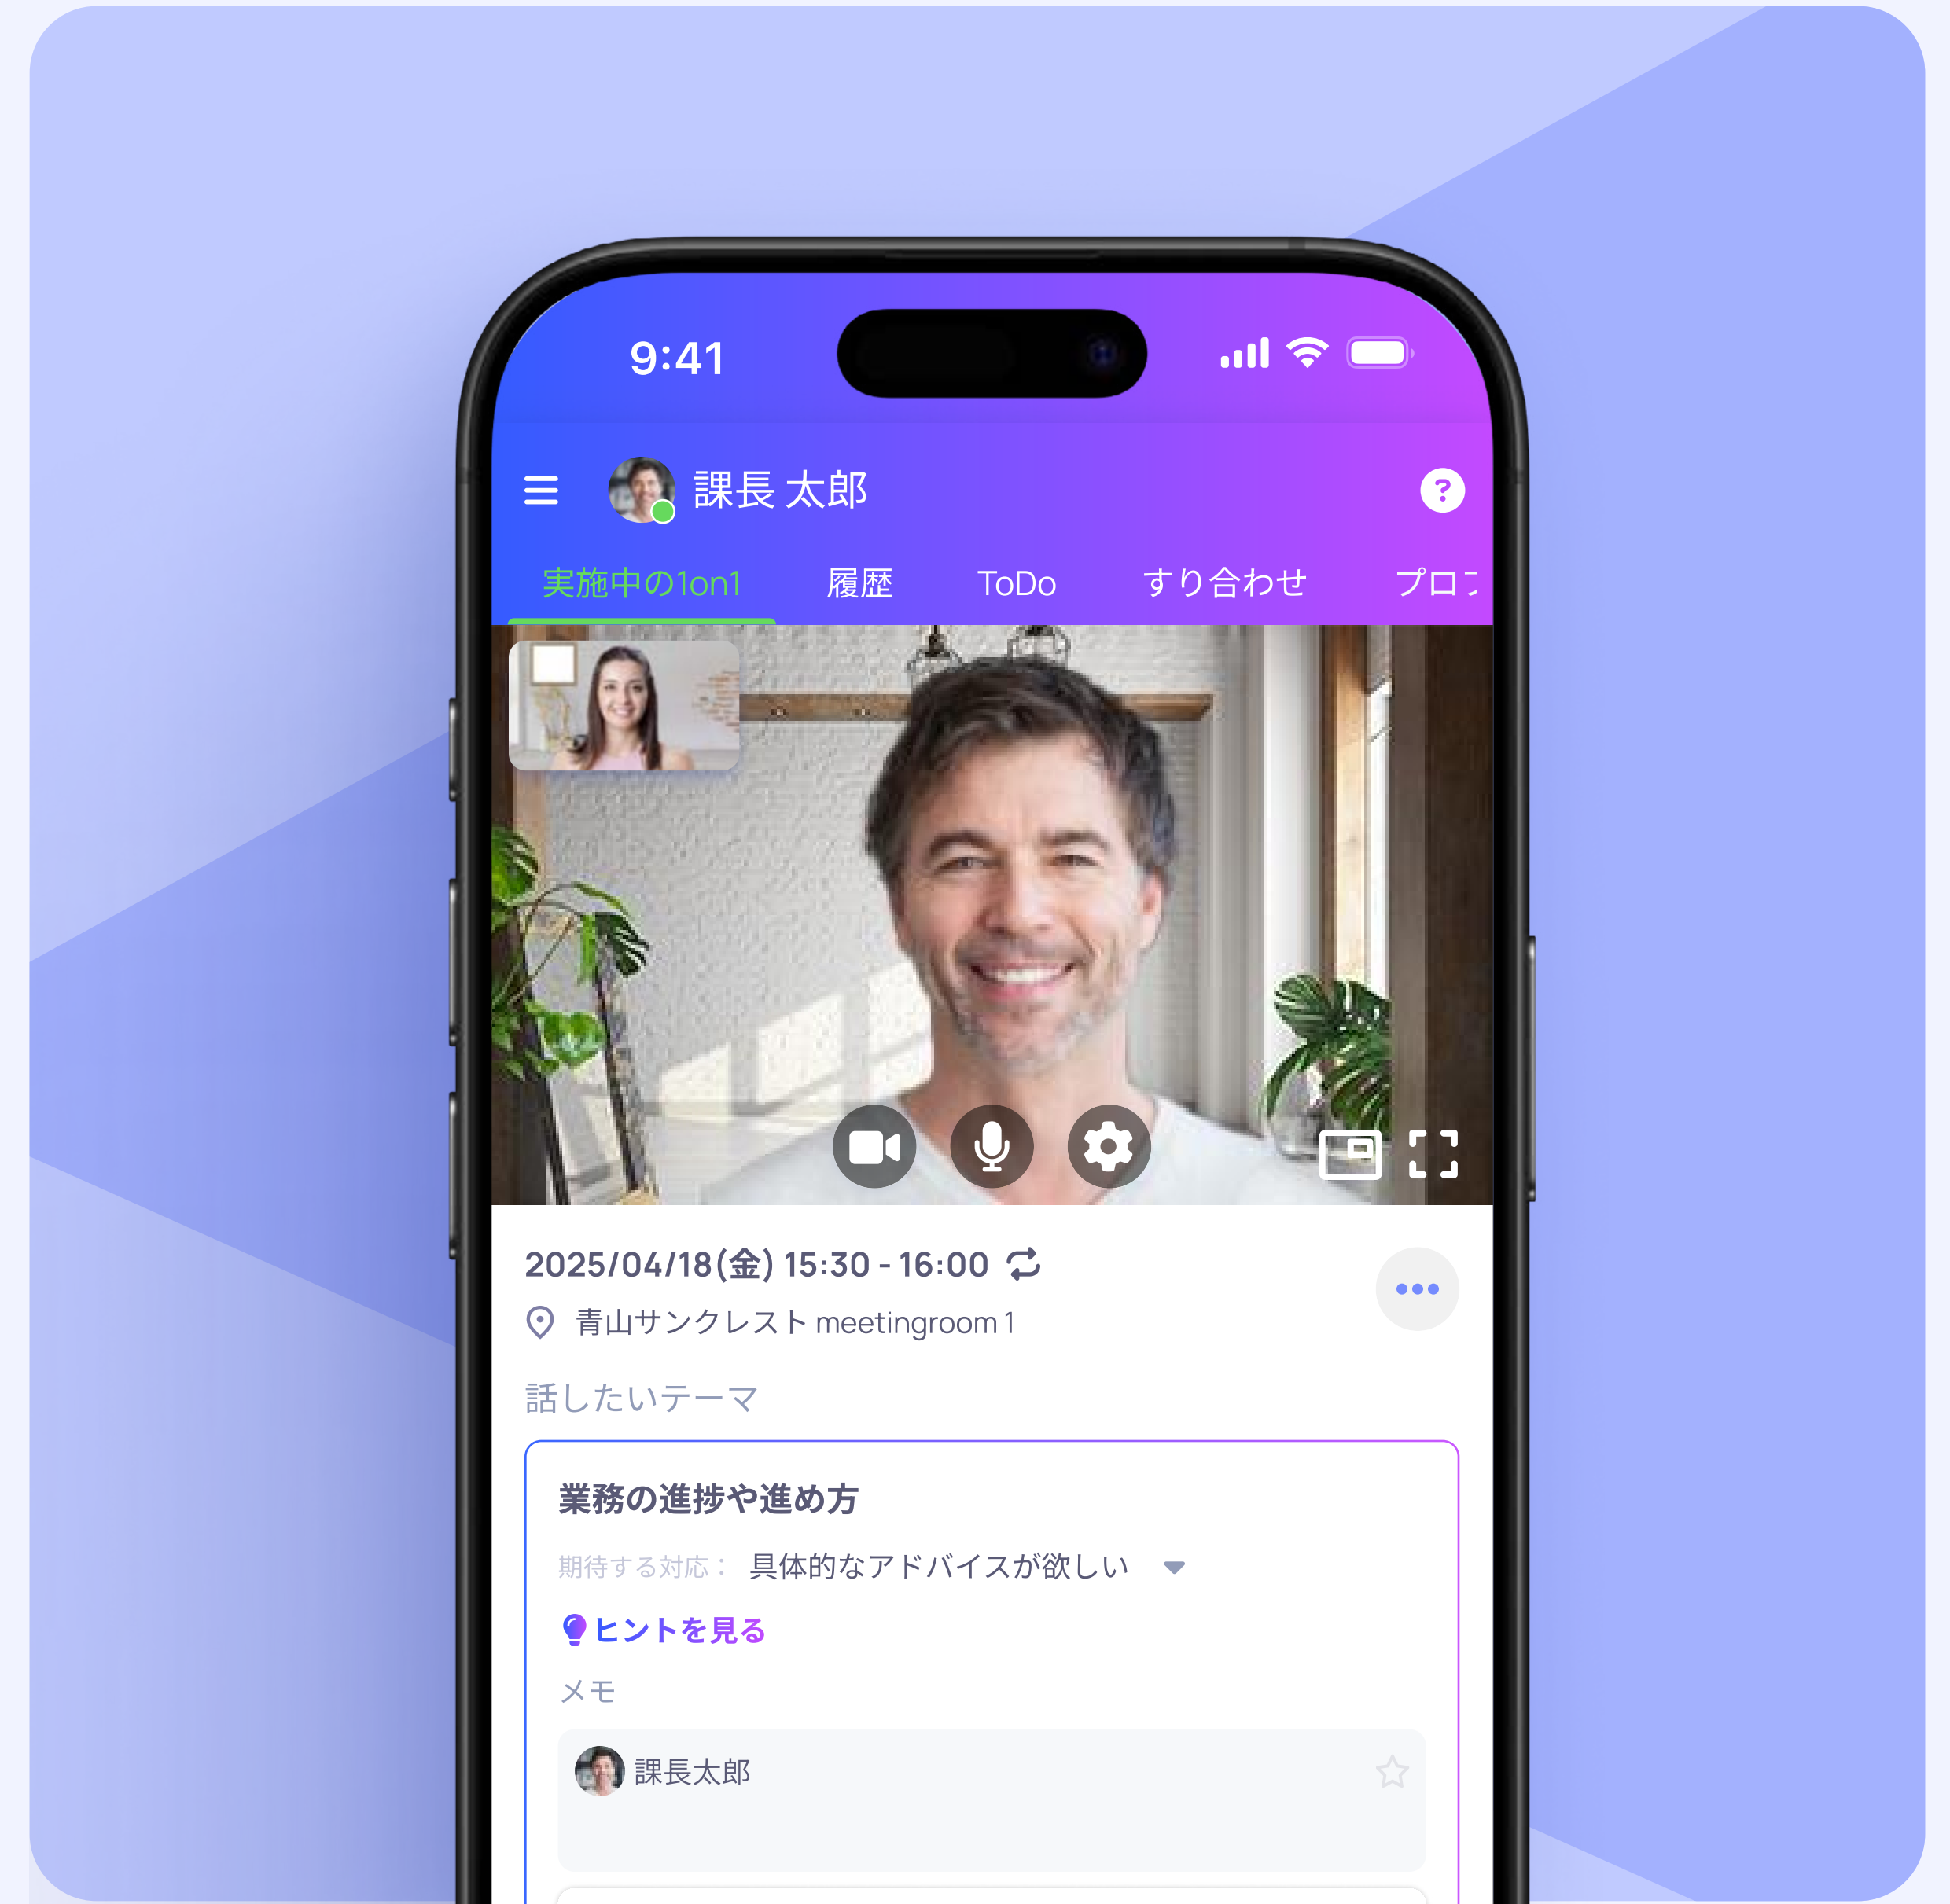 9:41
課長 太郎
実施中の1on1 履歴 ToDo すり合わせ プロフ
2025/04/18(金) 15:30 - 16:00
青山サンクレスト meetingroom 1
話したいテーマ
業務の進捗や進め方
期待する対応： 具体的なアドバイスが欲しい
ヒントを見る
メモ
課長太郎